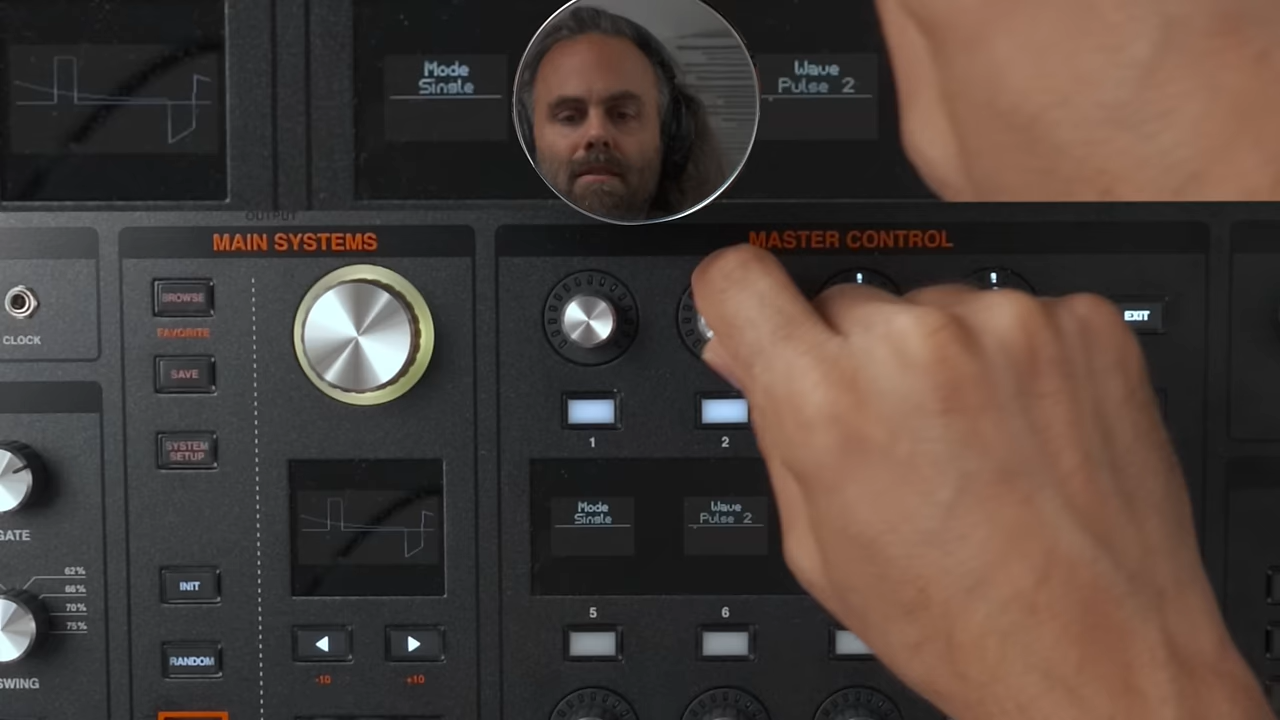 Mode
Single
Wave
Pulse 2
OUTPUT
MAIN SYSTEMS
MASTER CONTROL
BROWSE
FAVORITE
SAVE
SYSTEM
SETUP
CLOCK
EXIT
1
2
Mode
Single
Wave
Pulse 2
GATE
62%
66%
70%
75%
INIT
5
6
RANDOM
-10
+10
SWING